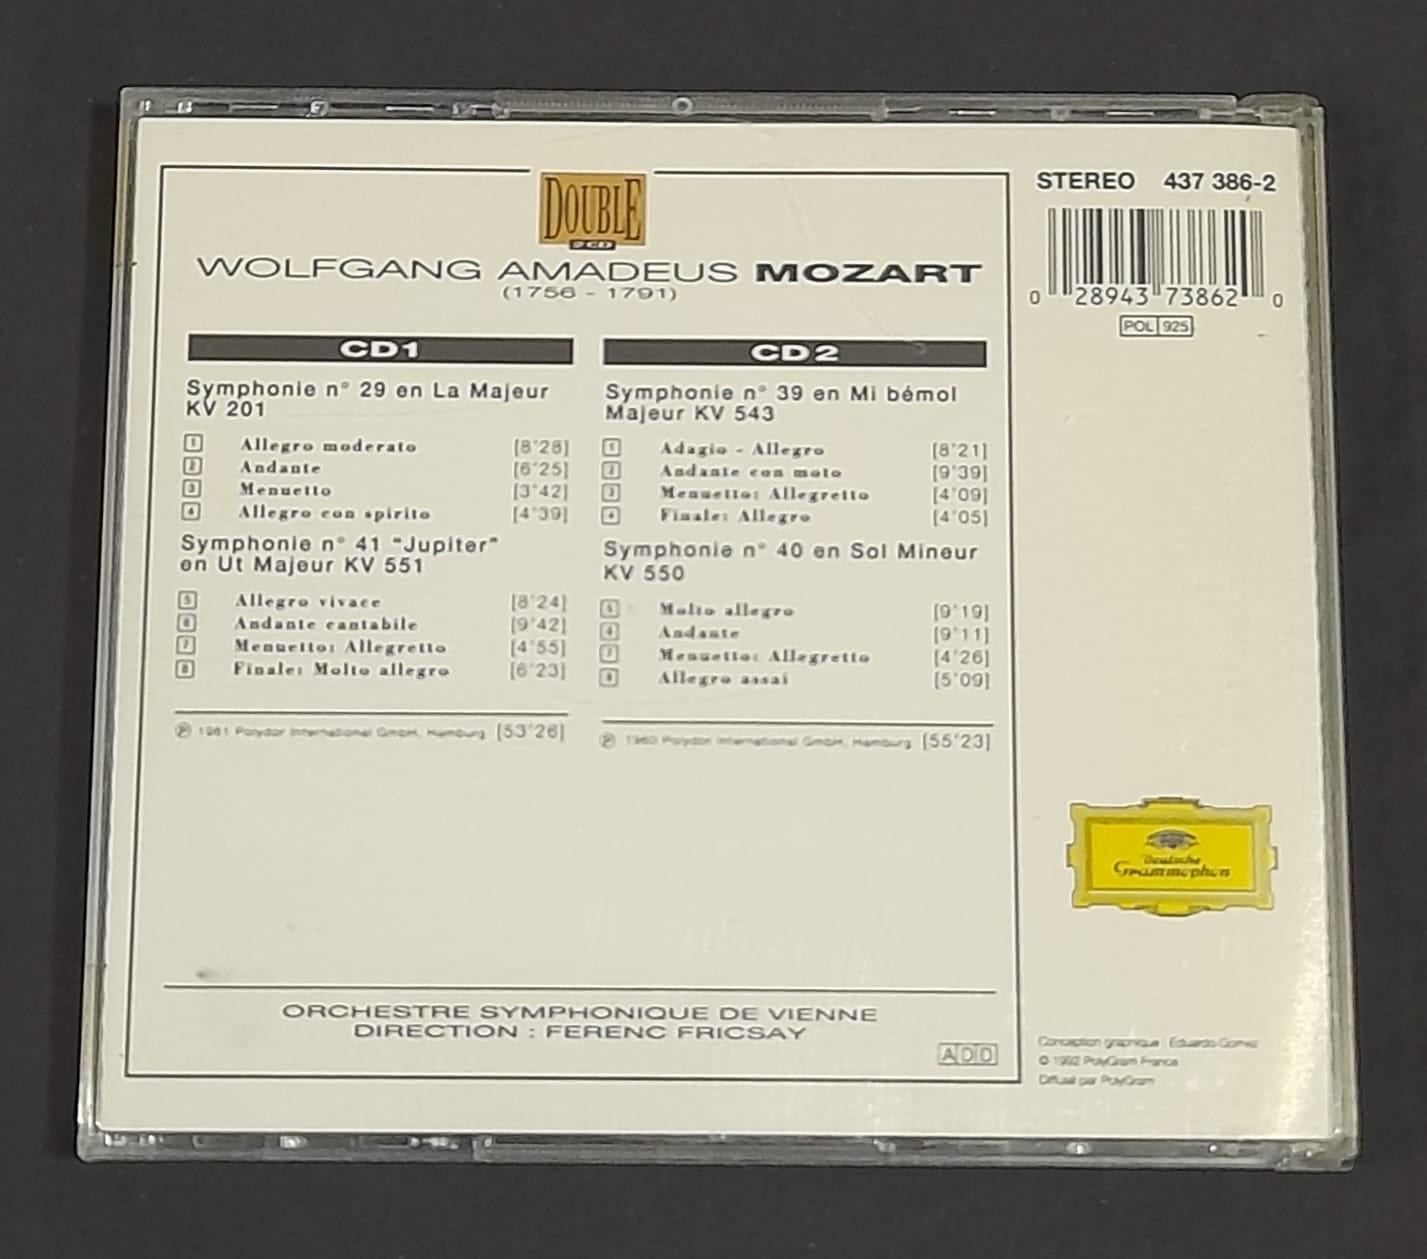 DOUBLE
2 CD
WOLFGANG AMADEUS MOZART
(1756 - 1791)
CD1
Symphonie n° 29 en La Majeur
KV 201
1 Allegro moderato [8'28]
2 Andante [6'25]
3 Menuetto [3'42]
4 Allegro con spirito [4'39]
Symphonie n° 41 "Jupiter"
en Ut Majeur KV 551
5 Allegro vivace [8'24]
6 Andante cantabile [9'42]
7 Menuetto: Allegretto [4'55]
8 Finale: Molto allegro [6'23]
℗ 1961 Polydor International GmbH, Hamburg [53'26]
CD2
Symphonie n° 39 en Mi bémol
Majeur KV 543
1 Adagio - Allegro [8'21]
2 Andante con moto [9'39]
3 Menuetto: Allegretto [4'09]
4 Finale: Allegro [4'05]
Symphonie n° 40 en Sol Mineur
KV 550
5 Molto allegro [9'19]
6 Andante [9'11]
7 Menuetto: Allegretto [4'26]
8 Allegro assai [5'09]
℗ 1960 Polydor International GmbH, Hamburg [55'23]
ORCHESTRE SYMPHONIQUE DE VIENNE
DIRECTION : FERENC FRICSAY
ADD
STEREO 437 386-2
0 28943 73862 0
POL 925
Deutsche
Grammophon
Conception graphique : Eduardo Gomez
© 1992 PolyGram France
Diffusé par PolyGram